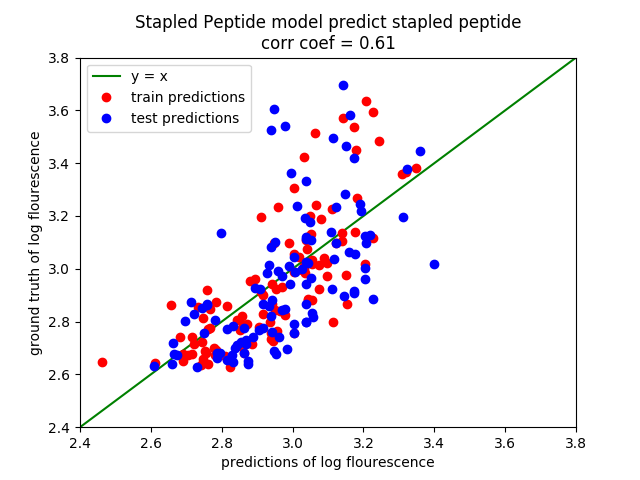 Stapled Peptide model predict stapled peptide
corr coef = 0.61
y = x
train predictions
test predictions
ground truth of log flourescence
3.8
3.6
3.4
3.2
3.0
2.8
2.6
2.4
2.4 2.6 2.8 3.0 3.2 3.4 3.6 3.8
predictions of log flourescence